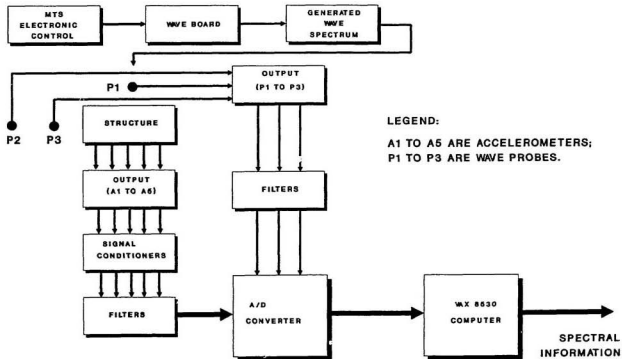 MTS
ELECTRONIC
CONTROL
WAVE BOARD
GENERATED
WAVE
SPECTRUM
OUTPUT
(P1 TO P3)
P1
P2
P3
STRUCTURE
LEGEND:
A1 TO A5 ARE ACCELEROMETERS;
P1 TO P3 ARE WAVE PROBES.
OUTPUT
(A1 TO A5)
FILTERS
SIGNAL
CONDITIONERS
FILTERS
A/D
CONVERTER
VAX 8530
COMPUTER
SPECTRAL
INFORMATION